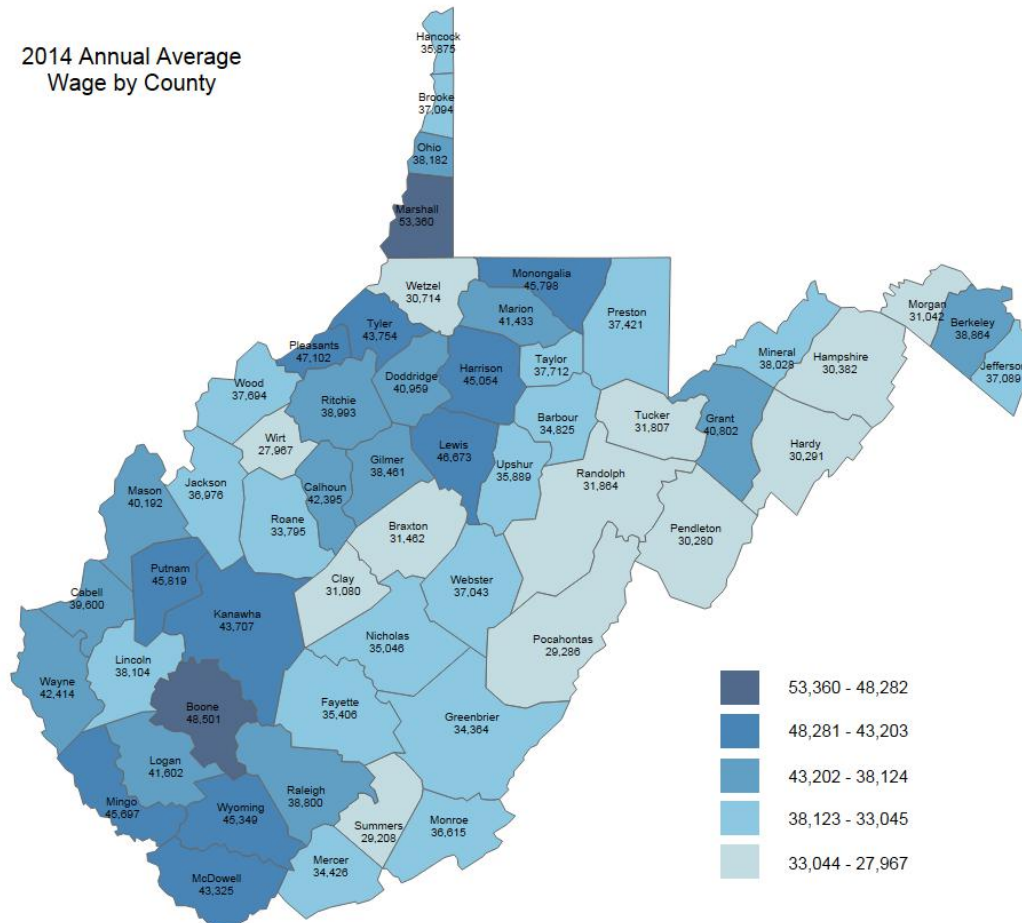 2014 Annual Average
Wage by County
Hancock
35,875
Brooke
37,094
Ohio
38,182
Marshall
53,360
Wetzel
30,714
Monongalia
45,798
Marion
41,433
Preston
37,421
Morgan
31,042
Berkeley
38,864
Jefferson
37,089
Mineral
38,028
Hampshire
30,382
Tyler
43,754
Pleasants
47,102
Doddridge
40,959
Harrison
45,054
Taylor
37,712
Wood
37,694
Ritchie
38,993
Barbour
34,825
Tucker
31,807
Grant
40,802
Hardy
30,291
Wirt
27,967
Gilmer
38,461
Lewis
46,673
Upshur
35,889
Randolph
31,864
Jackson
36,976
Mason
40,192
Calhoun
42,395
Roane
33,795
Braxton
31,462
Pendleton
30,280
Putnam
45,819
Clay
31,080
Webster
37,043
Cabell
39,600
Kanawha
43,707
Nicholas
35,046
Pocahontas
29,286
Lincoln
38,104
Wayne
42,414
Boone
48,501
Fayette
35,406
Greenbrier
34,364
Logan
41,602
Raleigh
38,800
Mingo
45,697
Wyoming
45,349
Summers
29,208
Monroe
36,615
Mercer
34,426
McDowell
43,325
53,360 - 48,282
48,281 - 43,203
43,202 - 38,124
38,123 - 33,045
33,044 - 27,967